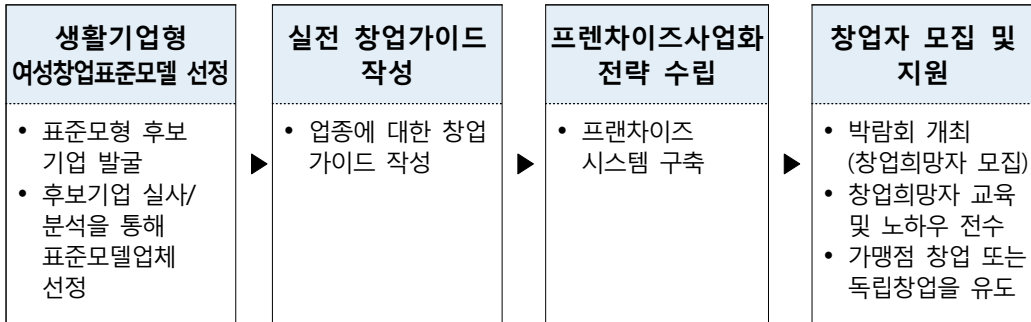 생활기업형
여성창업표준모델 선정
• 표준모형 후보
기업 발굴
• 후보기업 실사/
분석을 통해
표준모델업체
선정
▶
실전 창업가이드
작성
• 업종에 대한 창업
가이드 작성
▶
프렌차이즈사업화
전략 수립
• 프랜차이즈
시스템 구축
▶
창업자 모집 및
지원
• 박람회 개최
(창업희망자 모집)
• 창업희망자 교육
및 노하우 전수
• 가맹점 창업 또는
독립창업을 유도